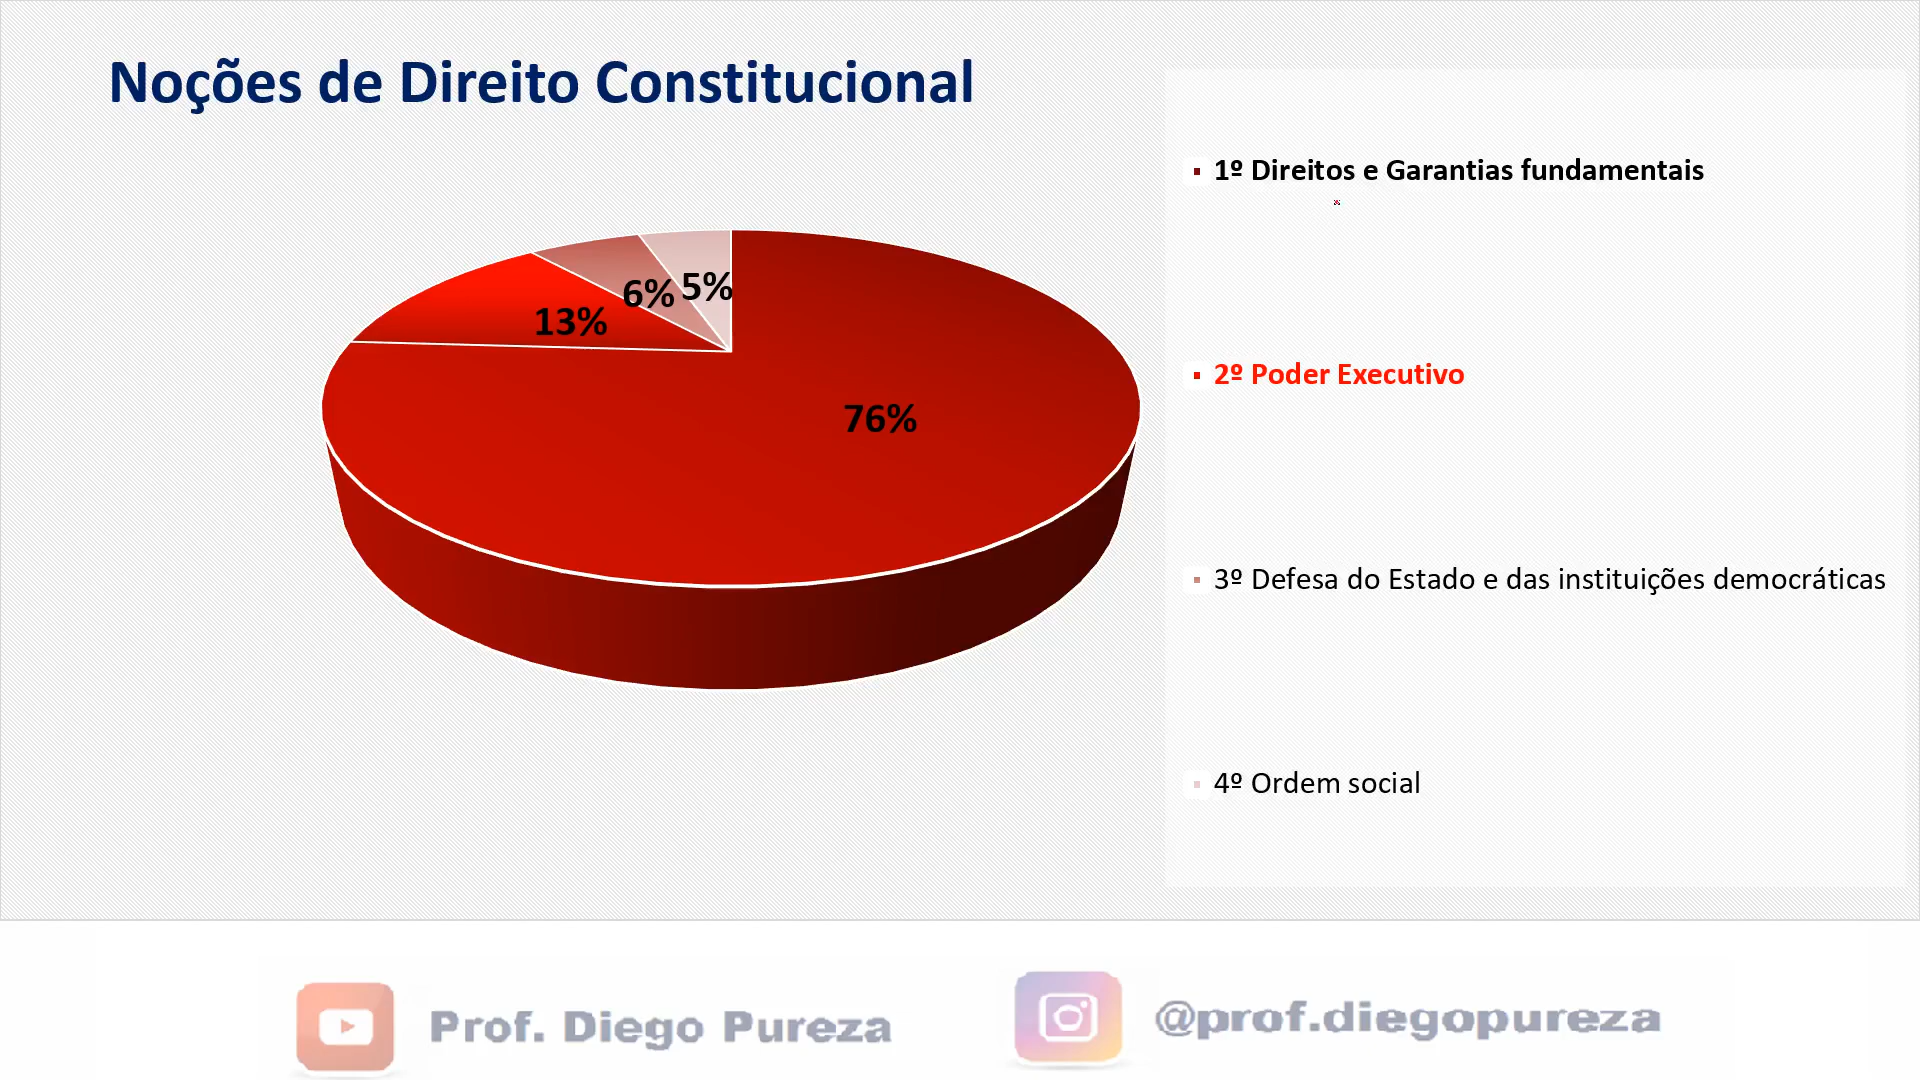 Noções de Direito Constitucional
1º Direitos e Garantias fundamentais
2º Poder Executivo
3º Defesa do Estado e das instituições democráticas
4º Ordem social
5%
6%
13%
76%
Prof. Diego Pureza
@prof.diegopureza